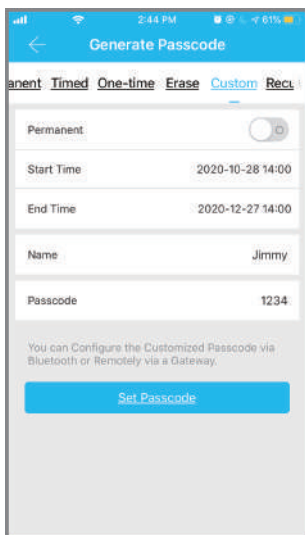 2:44 PM 61%
Generate Passcode
anent Timed One-time Erase Custom Recu
Permanent
Start Time 2020-10-28 14:00
End Time 2020-12-27 14:00
Name Jimmy
Passcode 1234
You can Configure the Customized Passcode via
Bluetooth or Remotely via a Gateway.
Set Passcode